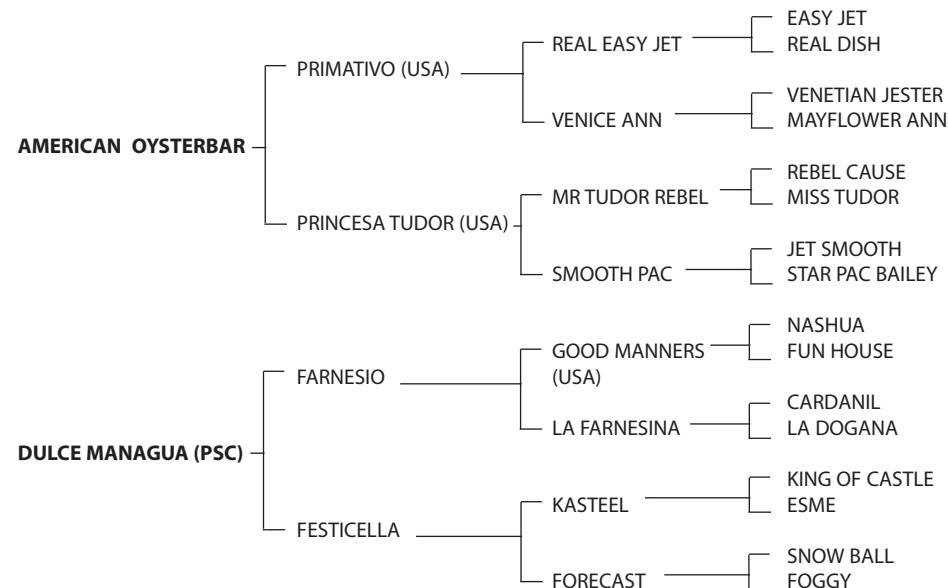 EASY JET
REAL EASY JET
REAL DISH
PRIMATIVO (USA)
VENETIAN JESTER
VENICE ANN
MAYFLOWER ANN
AMERICAN OYSTERBAR
REBEL CAUSE
MR TUDOR REBEL
MISS TUDOR
PRINCESA TUDOR (USA)
JET SMOOTH
SMOOTH PAC
STAR PAC BAILEY
NASHUA
GOOD MANNERS
(USA)
FUN HOUSE
FARNESIO
CARDANIL
LA FARNESINA
LA DOGANA
DULCE MANAGUA (PSC)
KING OF CASTLE
KASTEEL
ESME
FESTICELLA
SNOW BALL
FORECAST
FOGGY